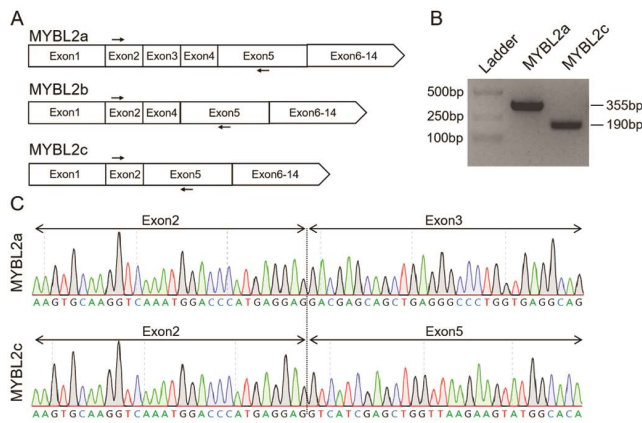 A
MYBL2a
Exon1 Exon2 Exon3 Exon4 Exon5 Exon6-14
MYBL2b
Exon1 Exon2 Exon4 Exon5 Exon6-14
MYBL2c
Exon1 Exon2 Exon5 Exon6-14
B
Ladder MYBL2a MYBL2c
500bp
250bp
100bp
355bp
190bp
C
MYBL2a
Exon2 Exon3
AAGTGCAAGGTCAAATGGACCCATGAGGAGGACGAGCAGCTGAGGGCCCTGGTGAGGCAG
MYBL2c
Exon2 Exon5
AAGTGCAAGGTCAAATGGACCCATGAGGAGGTCATCGAGCTGGTTAAGAAGTATGGCACA